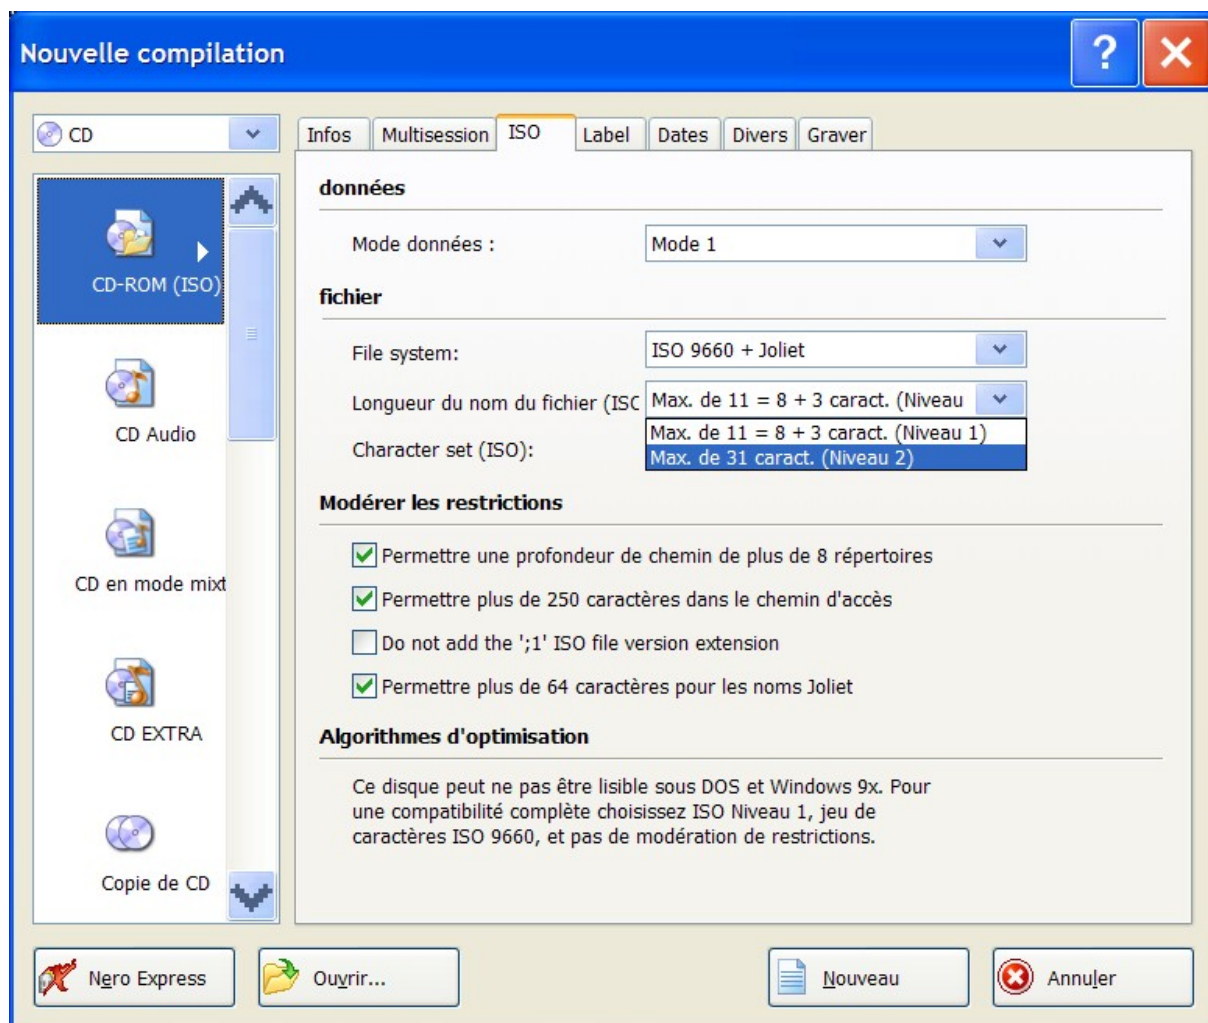 Nouvelle compilation
CD
Infos Multisession ISO Label Dates Divers Graver
CD-ROM (ISO)
CD Audio
CD en mode mixt
CD EXTRA
Copie de CD
données
Mode données : Mode 1
fichier
File system: ISO 9660 + Joliet
Longueur du nom du fichier (ISO Max. de 11 = 8 + 3 caract. (Niveau
Max. de 11 = 8 + 3 caract. (Niveau 1)
Max. de 31 caract. (Niveau 2)
Character set (ISO):
Modérer les restrictions
Permettre une profondeur de chemin de plus de 8 répertoires
Permettre plus de 250 caractères dans le chemin d'accès
Do not add the ';1' ISO file version extension
Permettre plus de 64 caractères pour les noms Joliet
Algorithmes d'optimisation
Ce disque peut ne pas être lisible sous DOS et Windows 9x. Pour
une compatibilité complète choisissez ISO Niveau 1, jeu de
caractères ISO 9660, et pas de modération de restrictions.
Nero Express Ouvrir... Nouveau Annuler